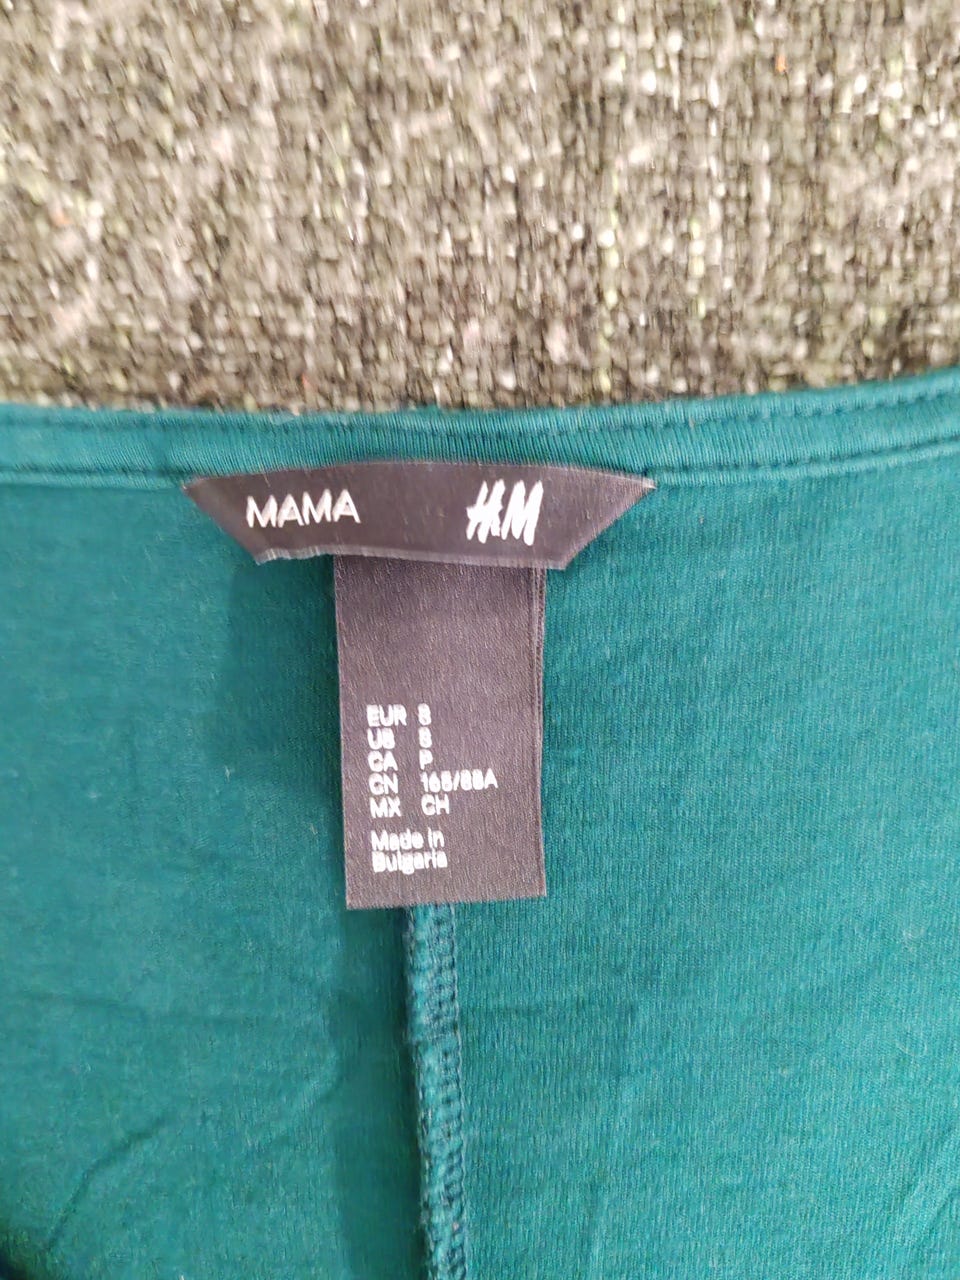 MAMA H&M
EUR S
US S
CA P
CN 165/88A
MX CH
Made in
Bulgaria